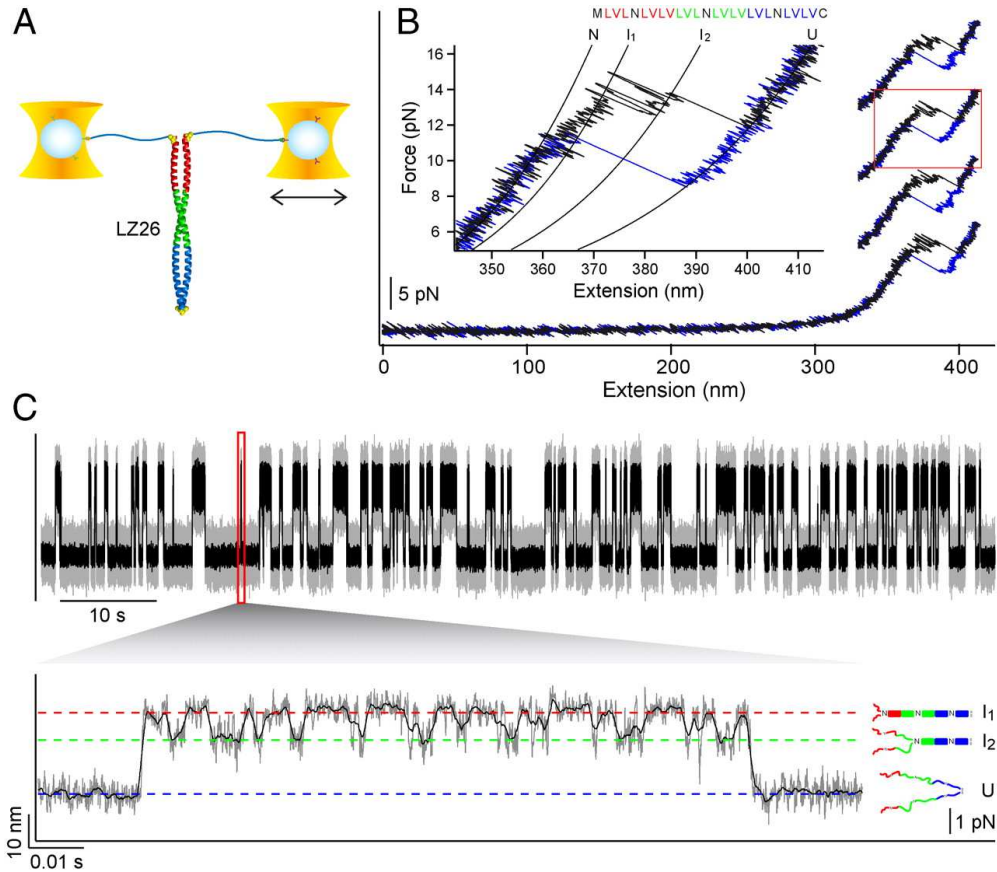 A
LZ26
B
MLVLNLVLVLVLNLVLVLVLNLVLVC
N I₁ I₂ U
16
14
12
10
8
6
Force (pN)
350 360 370 380 390 400 410
Extension (nm)
5 pN
0 100 200 300 400
Extension (nm)
C
10 s
N N N I₁
N N I₂
U
1 pN
10 nm
0.01 s